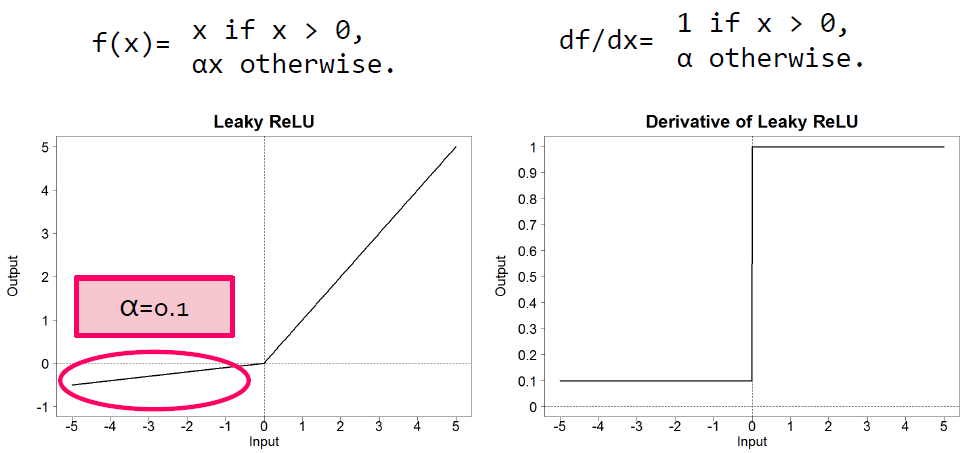 f(x)=
x if x > 0,
αx otherwise.
df/dx=
1 if x > 0,
α otherwise.
Leaky ReLU
Output
5
4
3
2
1
0
-1
α=0.1
-5 -4 -3 -2 -1 0 1 2 3 4 5
Input
Derivative of Leaky ReLU
Output
1
0.9
0.8
0.7
0.6
0.5
0.4
0.3
0.2
0.1
0
-5 -4 -3 -2 -1 0 1 2 3 4 5
Input